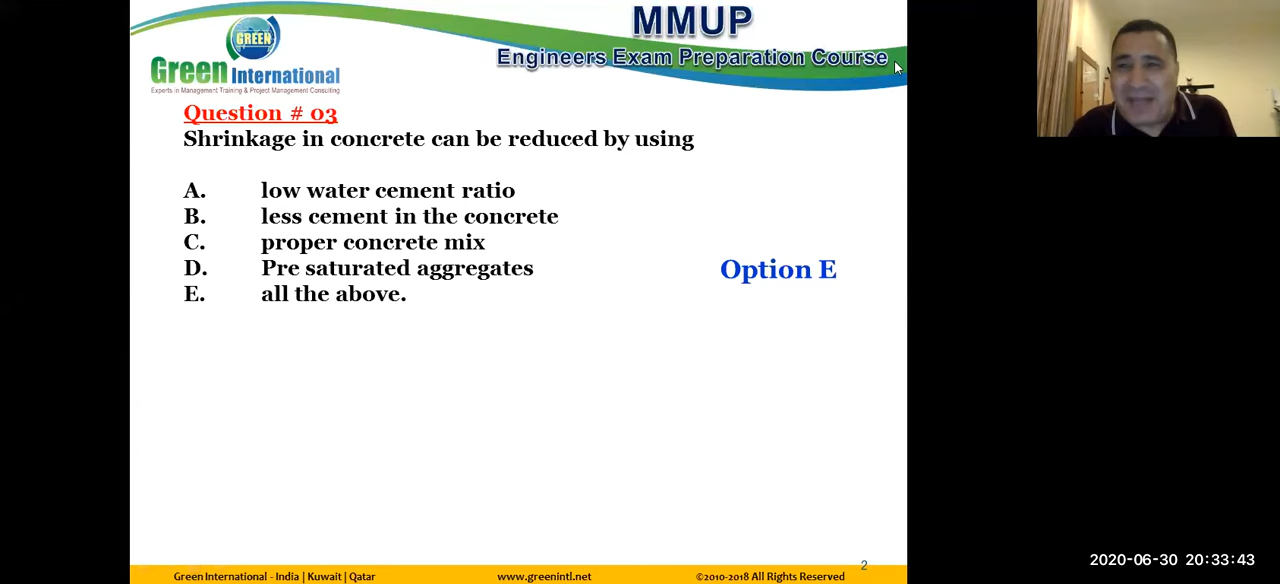 MMUP
Engineers Exam Preparation Course
GREEN
Green International
Experts in Management Training & Project Management Consulting
Question # 03
Shrinkage in concrete can be reduced by using
A. low water cement ratio
B. less cement in the concrete
C. proper concrete mix
D. Pre saturated aggregates
Option E
E. all the above.
2
Green International - India | Kuwait | Qatar
www.greenintl.net
©2010-2018 All Rights Reserved
2020-06-30 20:33:43